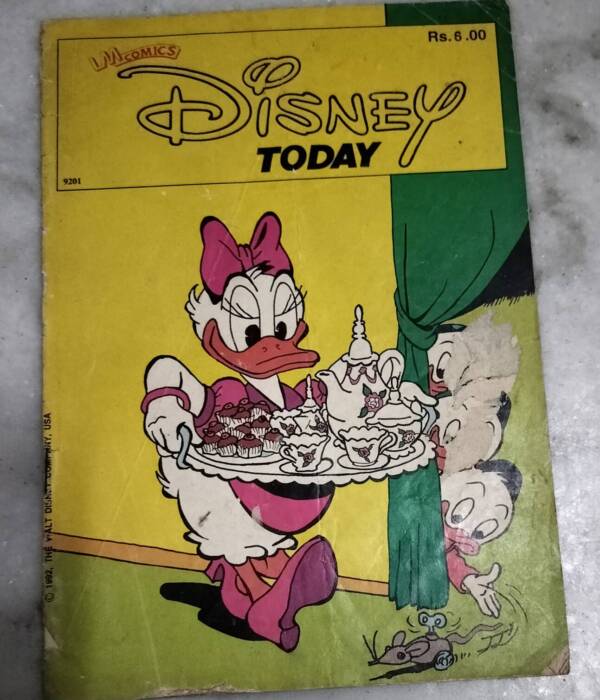 Rs. 6.00
COMICS
DISNEY
TODAY
9201
© 1992, THE WALT DISNEY COMPANY, USA